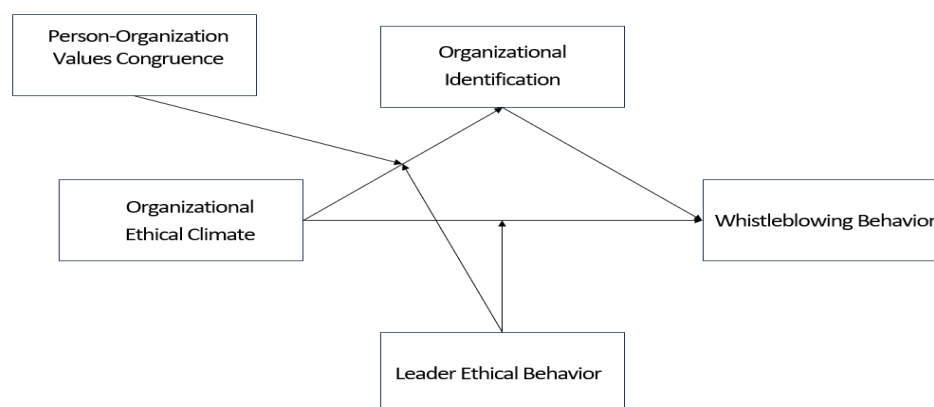 Person-Organization
Values Congruence
Organizational
Identification
Organizational
Ethical Climate
Whistleblowing Behavior
Leader Ethical Behavior